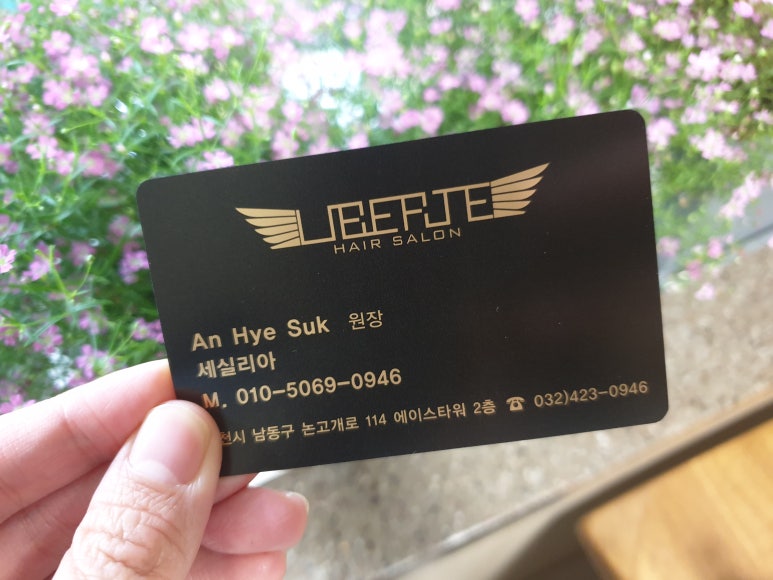 HAIR SALON
An Hye Suk 원장
세실리아
M. 010-5069-0946
천시 남동구 논고개로 114 에이스타워 2층 ☎ 032)423-0946